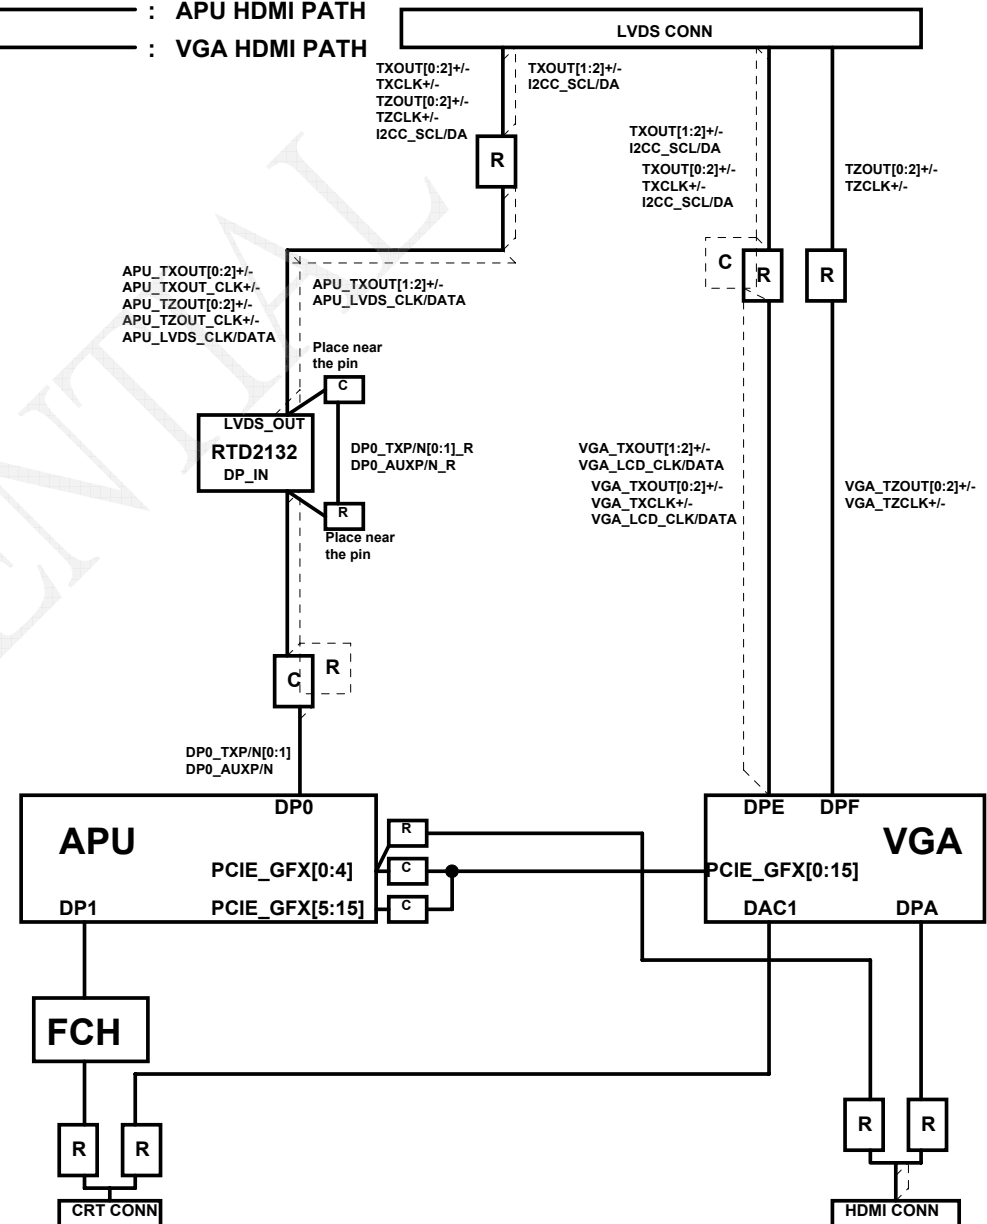 : APU HDMI PATH
: VGA HDMI PATH
LVDS CONN
TXOUT[0:2]+/-
TXCLK+/-
TZOUT[0:2]+/-
TZCLK+/-
I2CC_SCL/DA
TXOUT[1:2]+/-
I2CC_SCL/DA
R
TXOUT[1:2]+/-
I2CC_SCL/DA
TXOUT[0:2]+/-
TXCLK+/-
I2CC_SCL/DA
TZOUT[0:2]+/-
TZCLK+/-
C
R
R
APU_TXOUT[0:2]+/-
APU_TXOUT_CLK+/-
APU_TZOUT[0:2]+/-
APU_TZOUT_CLK+/-
APU_LVDS_CLK/DATA
APU_TXOUT[1:2]+/-
APU_LVDS_CLK/DATA
Place near
the pin
C
LVDS_OUT
RTD2132
DP_IN
DP0_TXP/N[0:1]_R
DP0_AUXP/N_R
R
Place near
the pin
VGA_TXOUT[1:2]+/-
VGA_LCD_CLK/DATA
VGA_TXOUT[0:2]+/-
VGA_TXCLK+/-
VGA_LCD_CLK/DATA
VGA_TZOUT[0:2]+/-
VGA_TZCLK+/-
C
R
DP0_TXP/N[0:1]
DP0_AUXP/N
DP0
APU
PCIE_GFX[0:4]
DP1
PCIE_GFX[5:15]
R
C
C
DPE
DPF
VGA
PCIE_GFX[0:15]
DAC1
DPA
FCH
R
R
CRT CONN
R
R
HDMI CONN
ENTIAL